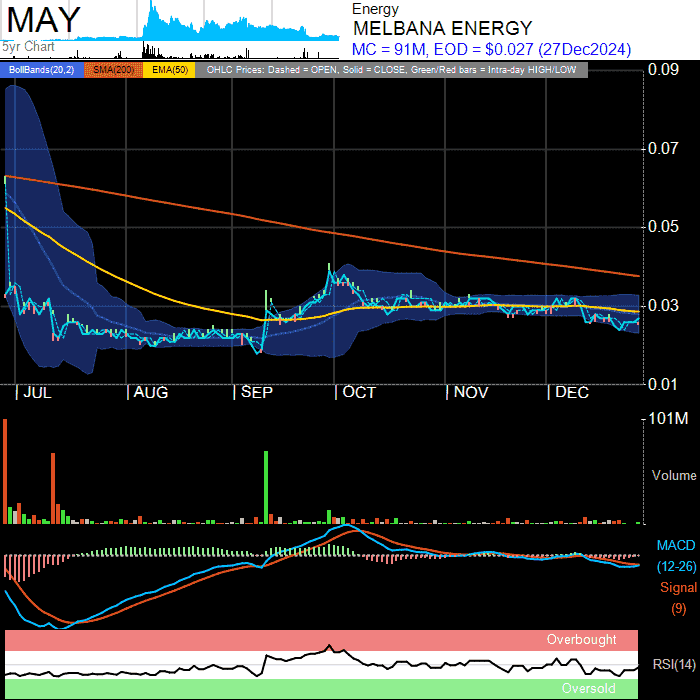 MAY
5yr Chart
Energy
MELBANA ENERGY
MC = 91M, EOD = $0.027 (27Dec2024)
BollBands(20,2) SMA(200) EMA(50) OHLC Prices: Dashed = OPEN, Solid = CLOSE, Green/Red bars = Intra-day HIGH/LOW
0.09
0.07
0.05
0.03
0.01
JUL AUG SEP OCT NOV DEC
101M
Volume
MACD
(12-26)
Signal
(9)
Overbought
RSI(14)
Oversold